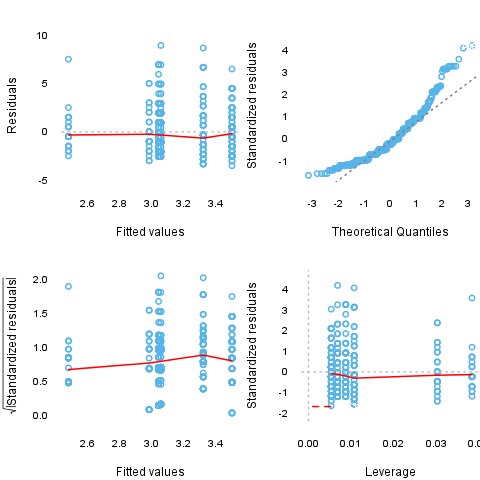 10
5
0
-5
Residuals
2.6 2.8 3.0 3.2 3.4
Fitted values
4
3
2
1
0
-1
Standardized residuals
-3 -2 -1 0 1 2 3
Theoretical Quantiles
2.0
1.5
1.0
0.5
0.0
√|Standardized residuals|
2.6 2.8 3.0 3.2 3.4
Fitted values
4
3
2
1
0
-1
-2
Standardized residuals
0.00 0.01 0.02 0.03
Leverage